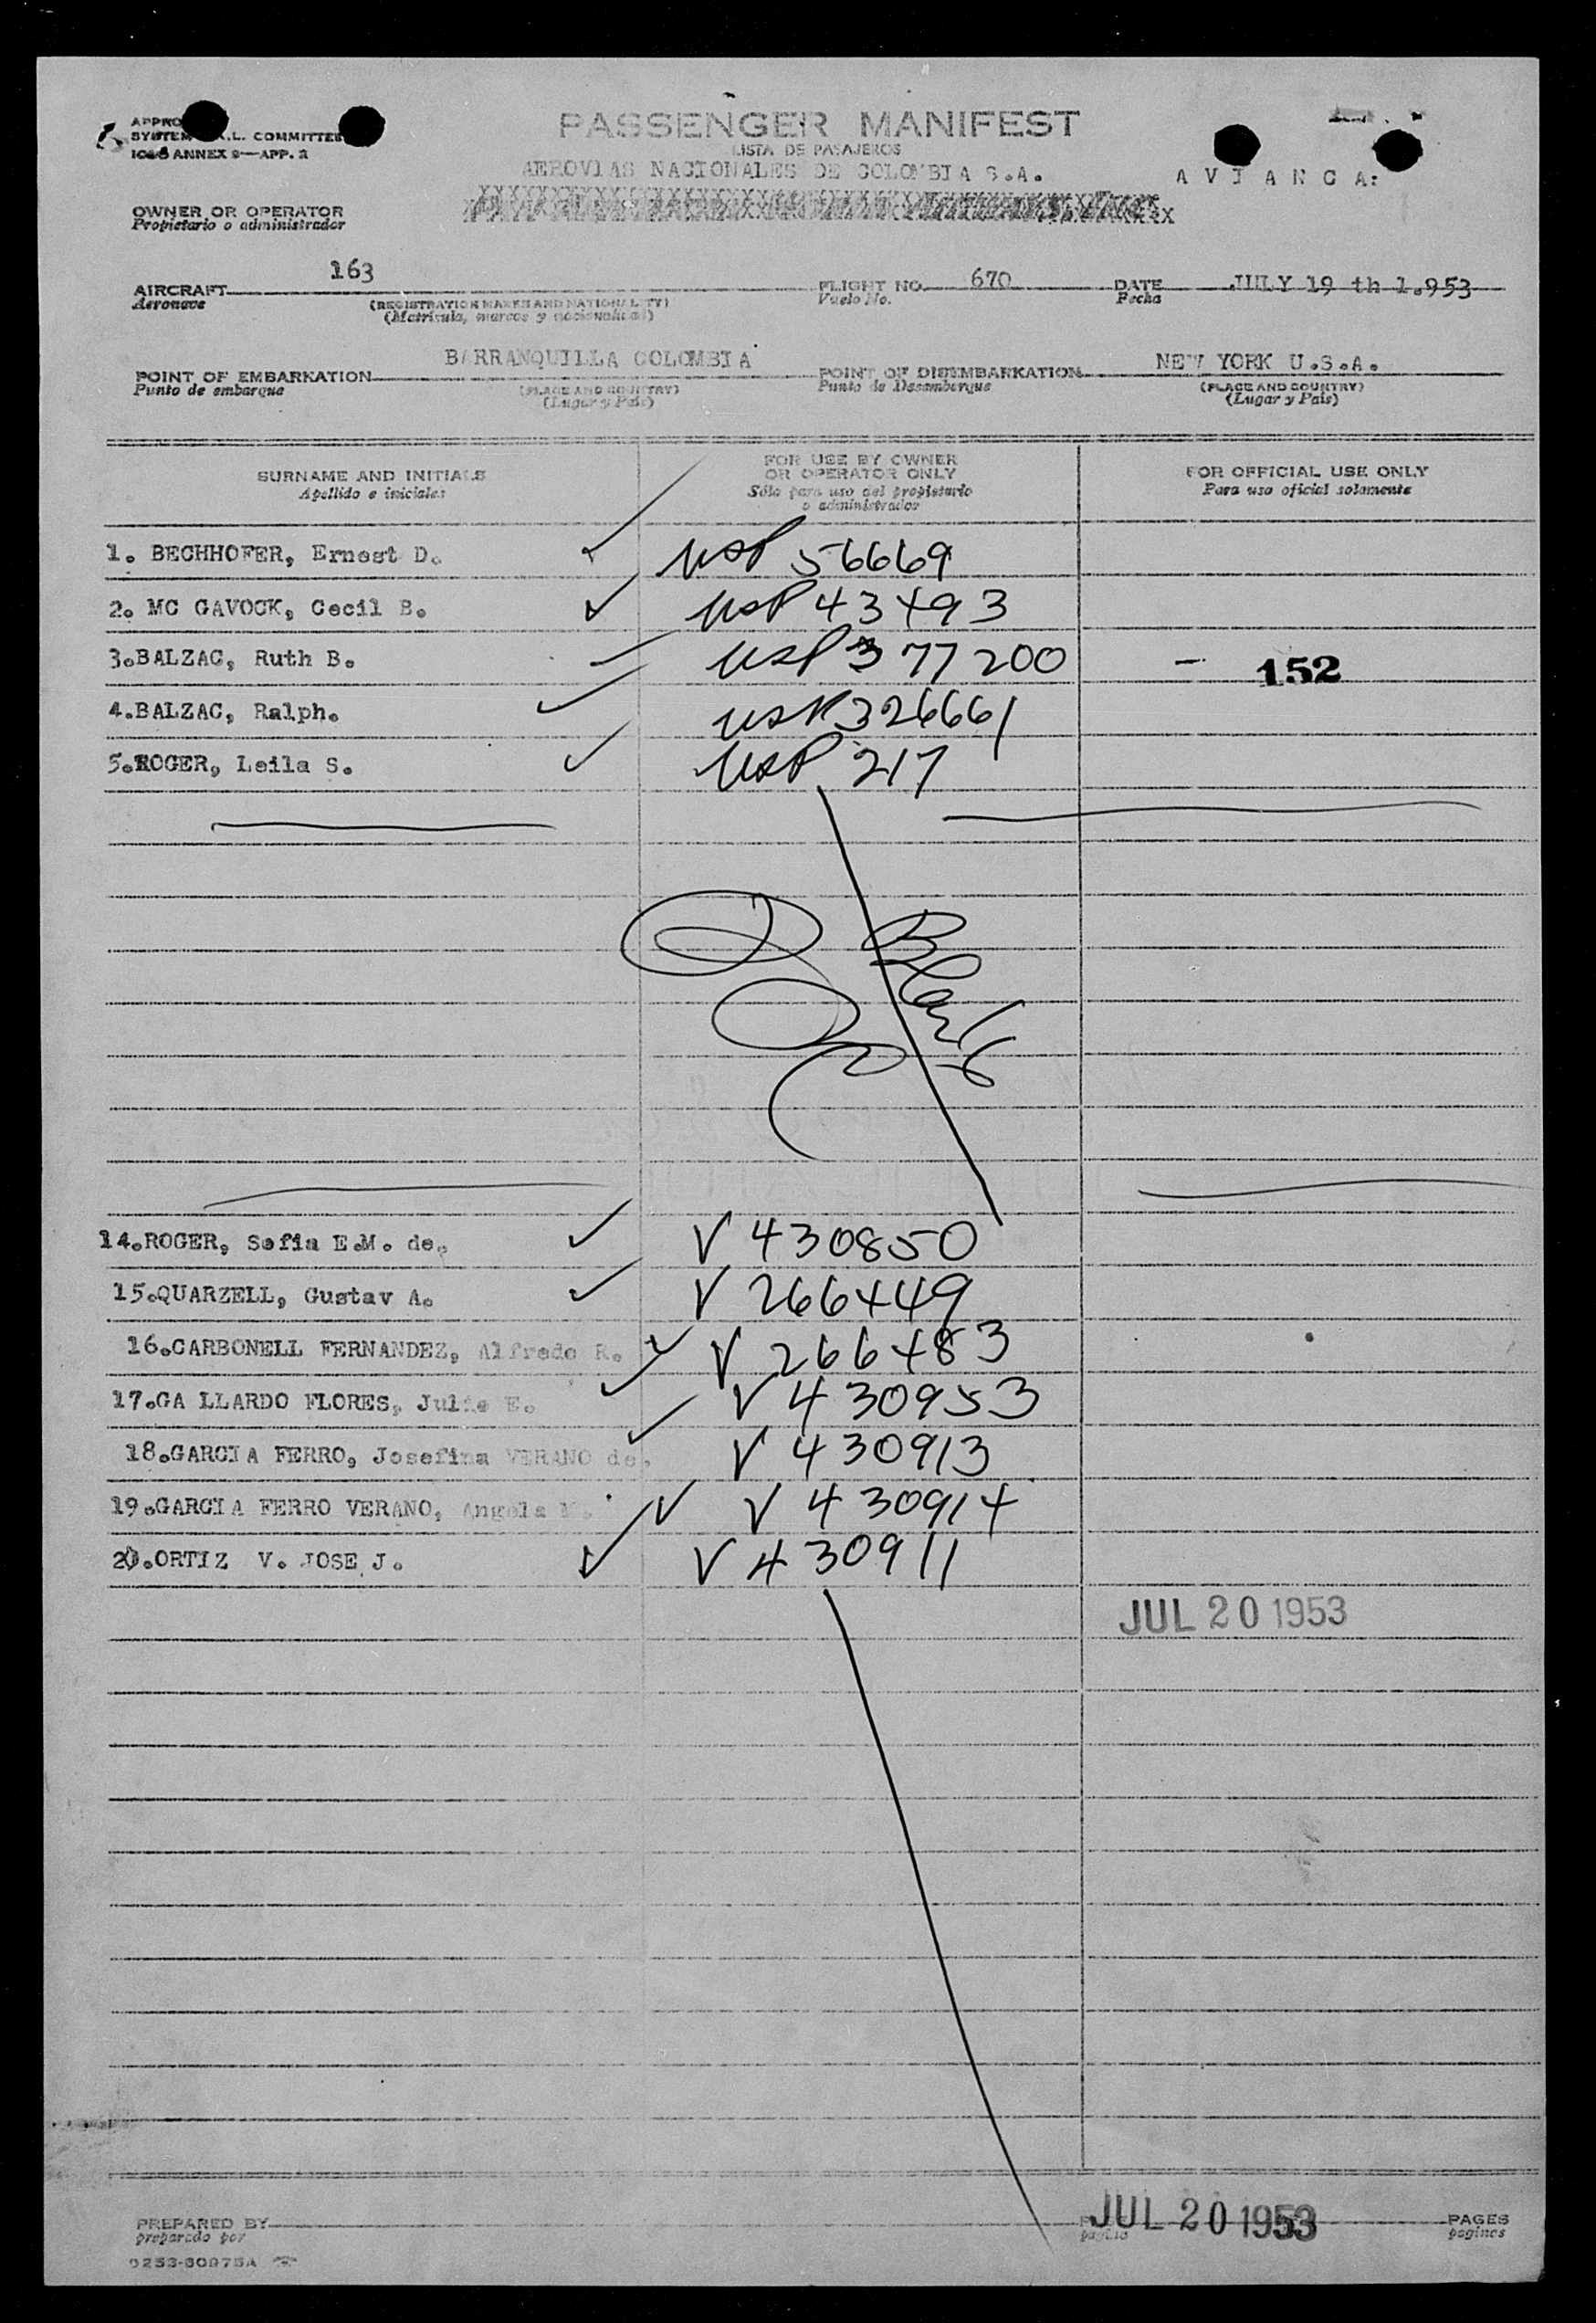 PASSENGER MANIFEST
LISTA DE PASAJEROS
L. COMMITTEE
ANNEX 9—APP. 2
AEROVIAS NACIONALES DE COLOMBIA S.A. A V I A N C A:
OWNER OR OPERATOR
Propietario o administrador
AIRCRAFT 163 FLIGHT NO. 670 DATE JULY 19 th 1.953
Aeronave (REGISTRATION MARKS AND NATIONALITY) Vuelo No. Fecha
(Matricula, marcas y nacionalidad)
POINT OF EMBARKATION BARRANQUILLA COLOMBIA POINT OF DISEMBARKATION NEW YORK U.S.A.
Punto de embarque (PLACE AND COUNTRY) Punto de Desembarque (PLACE AND COUNTRY)
(Lugar y País) (Lugar y País)
SURNAME AND INITIALS FOR USE BY OWNER OR OPERATOR ONLY FOR OFFICIAL USE ONLY
Apellido e iniciales Sólo para uso del propietario o administrador Para uso oficial solamente
1. BECHHOFER, Ernest D. USP 56669
2. MC GAVOCK, Cecil B. USP 43493
3.BALZAC, Ruth B. USP 377200 — 152
4.BALZAC, Ralph. USP 326661
5.ROGER, Leila S. USP 217
14.ROGER, Sofia E.M. de. V 430850
15.QUARZELL, Gustav A. V 266449
16.CARBONELL FERNANDEZ, Alfredo R. V 266483
17.GA LLARDO FLORES, Julio E. V 430953
18.GARCIA FERRO, Josefina VERANO de. V 430913
19.GARCIA FERRO VERANO, Angela V 430914
20.ORTIZ V. JOSE J. V 430911
JUL 20 1953
PREPARED BY JUL 20 1953 PAGES
preparado por pagina paginas
0253-60975A